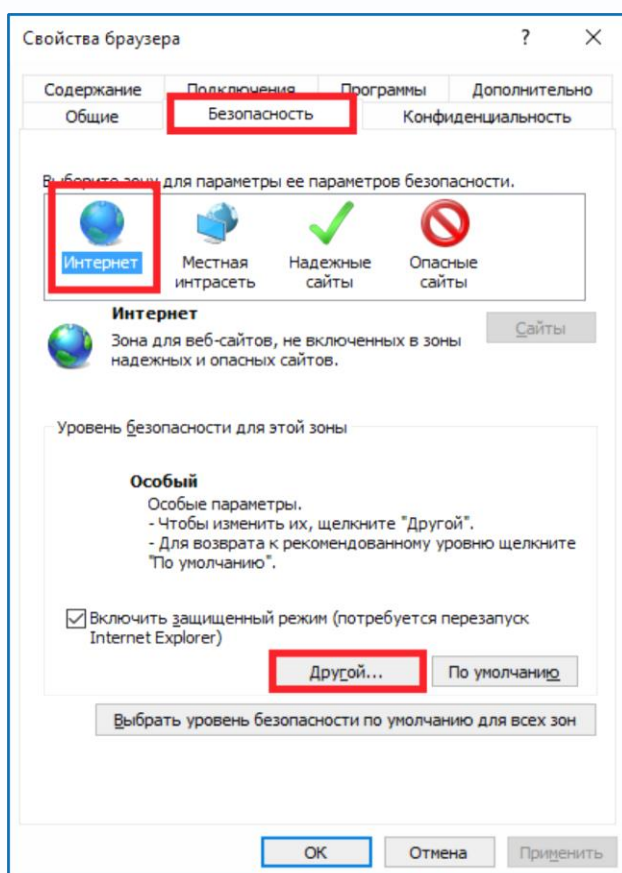 Свойства браузера ? ×
Содержание Подключения Программы Дополнительно
Общие Безопасность Конфиденциальность
Выберите зону для параметры ее параметров безопасности.
Интернет Местная интрасеть Надежные сайты Опасные сайты
Интернет
Зона для веб-сайтов, не включенных в зоны
надежных и опасных сайтов.
Сайты
Уровень безопасности для этой зоны
Особый
Особые параметры.
- Чтобы изменить их, щелкните "Другой".
- Для возврата к рекомендованному уровню щелкните
"По умолчанию".
Включить защищенный режим (потребуется перезапуск
Internet Explorer)
Другой... По умолчанию
Выбрать уровень безопасности по умолчанию для всех зон
ОК Отмена Применить